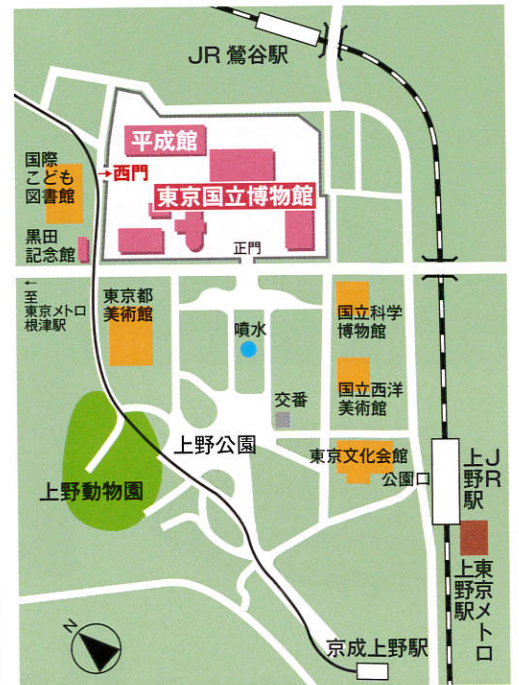 JR 鶯谷駅
平成館
国際
こども
図書館
→西門
東京国立博物館
黒田
記念館
正門
←
至
東京メトロ
根津駅
東京都
美術館
噴水
国立科学
博物館
交番
国立西洋
美術館
上野公園
東京文化会館
公園口
JR
上野駅
上野動物園
東京メトロ
上野駅
N
京成上野駅